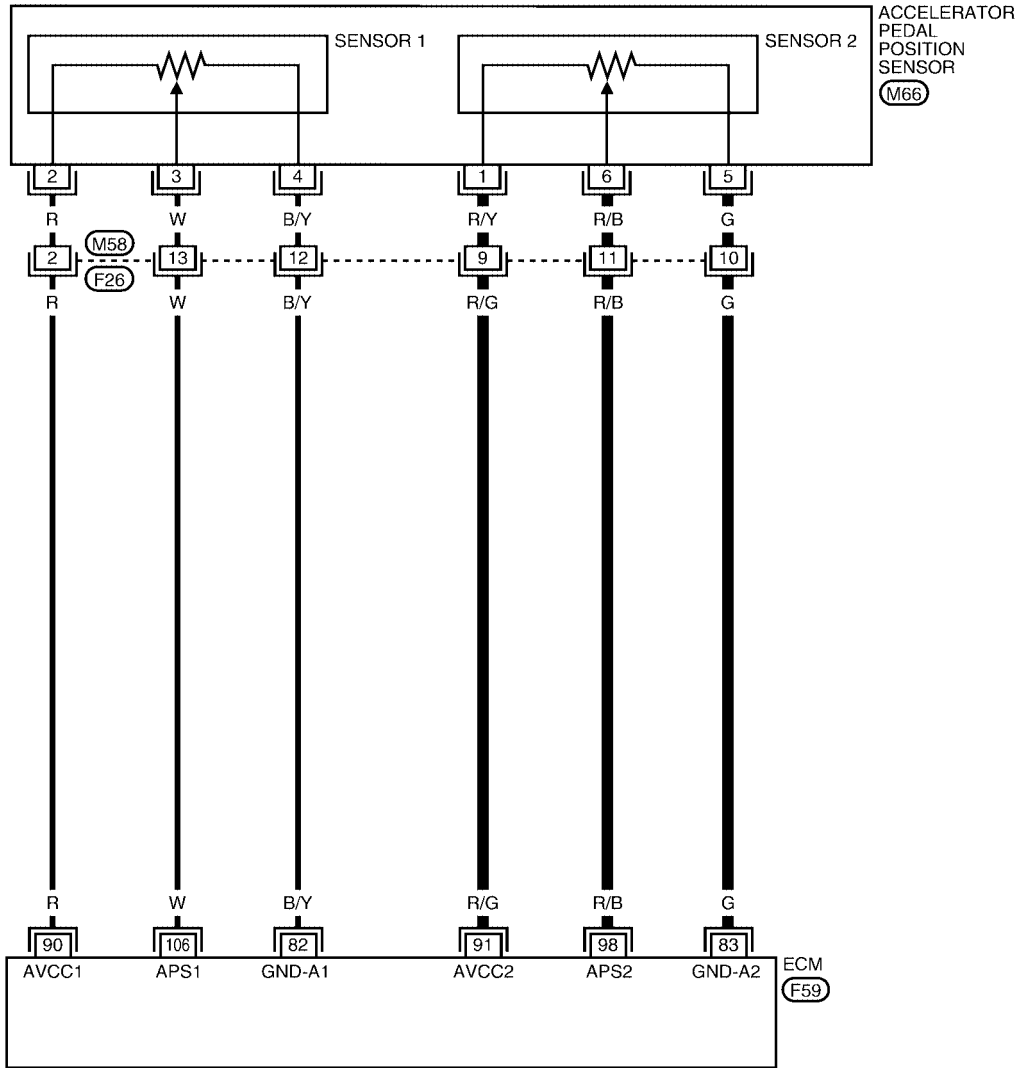 ACCELERATOR
PEDAL
POSITION
SENSOR
M66
SENSOR 1
SENSOR 2
2 3 4 1 6 5
R W B/Y R/Y R/B G
M58
2 13 12 9 11 10
F26
R W B/Y R/G R/B G
R W B/Y R/G R/B G
90 106 82 91 98 83
AVCC1 APS1 GND-A1 AVCC2 APS2 GND-A2
ECM
F59